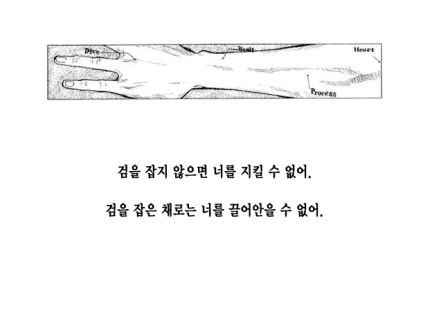 Dive
Heart
Process
검을 잡지 않으면 너를 지킬 수 없어.
검을 잡은 채로는 너를 끌어안을 수 없어.